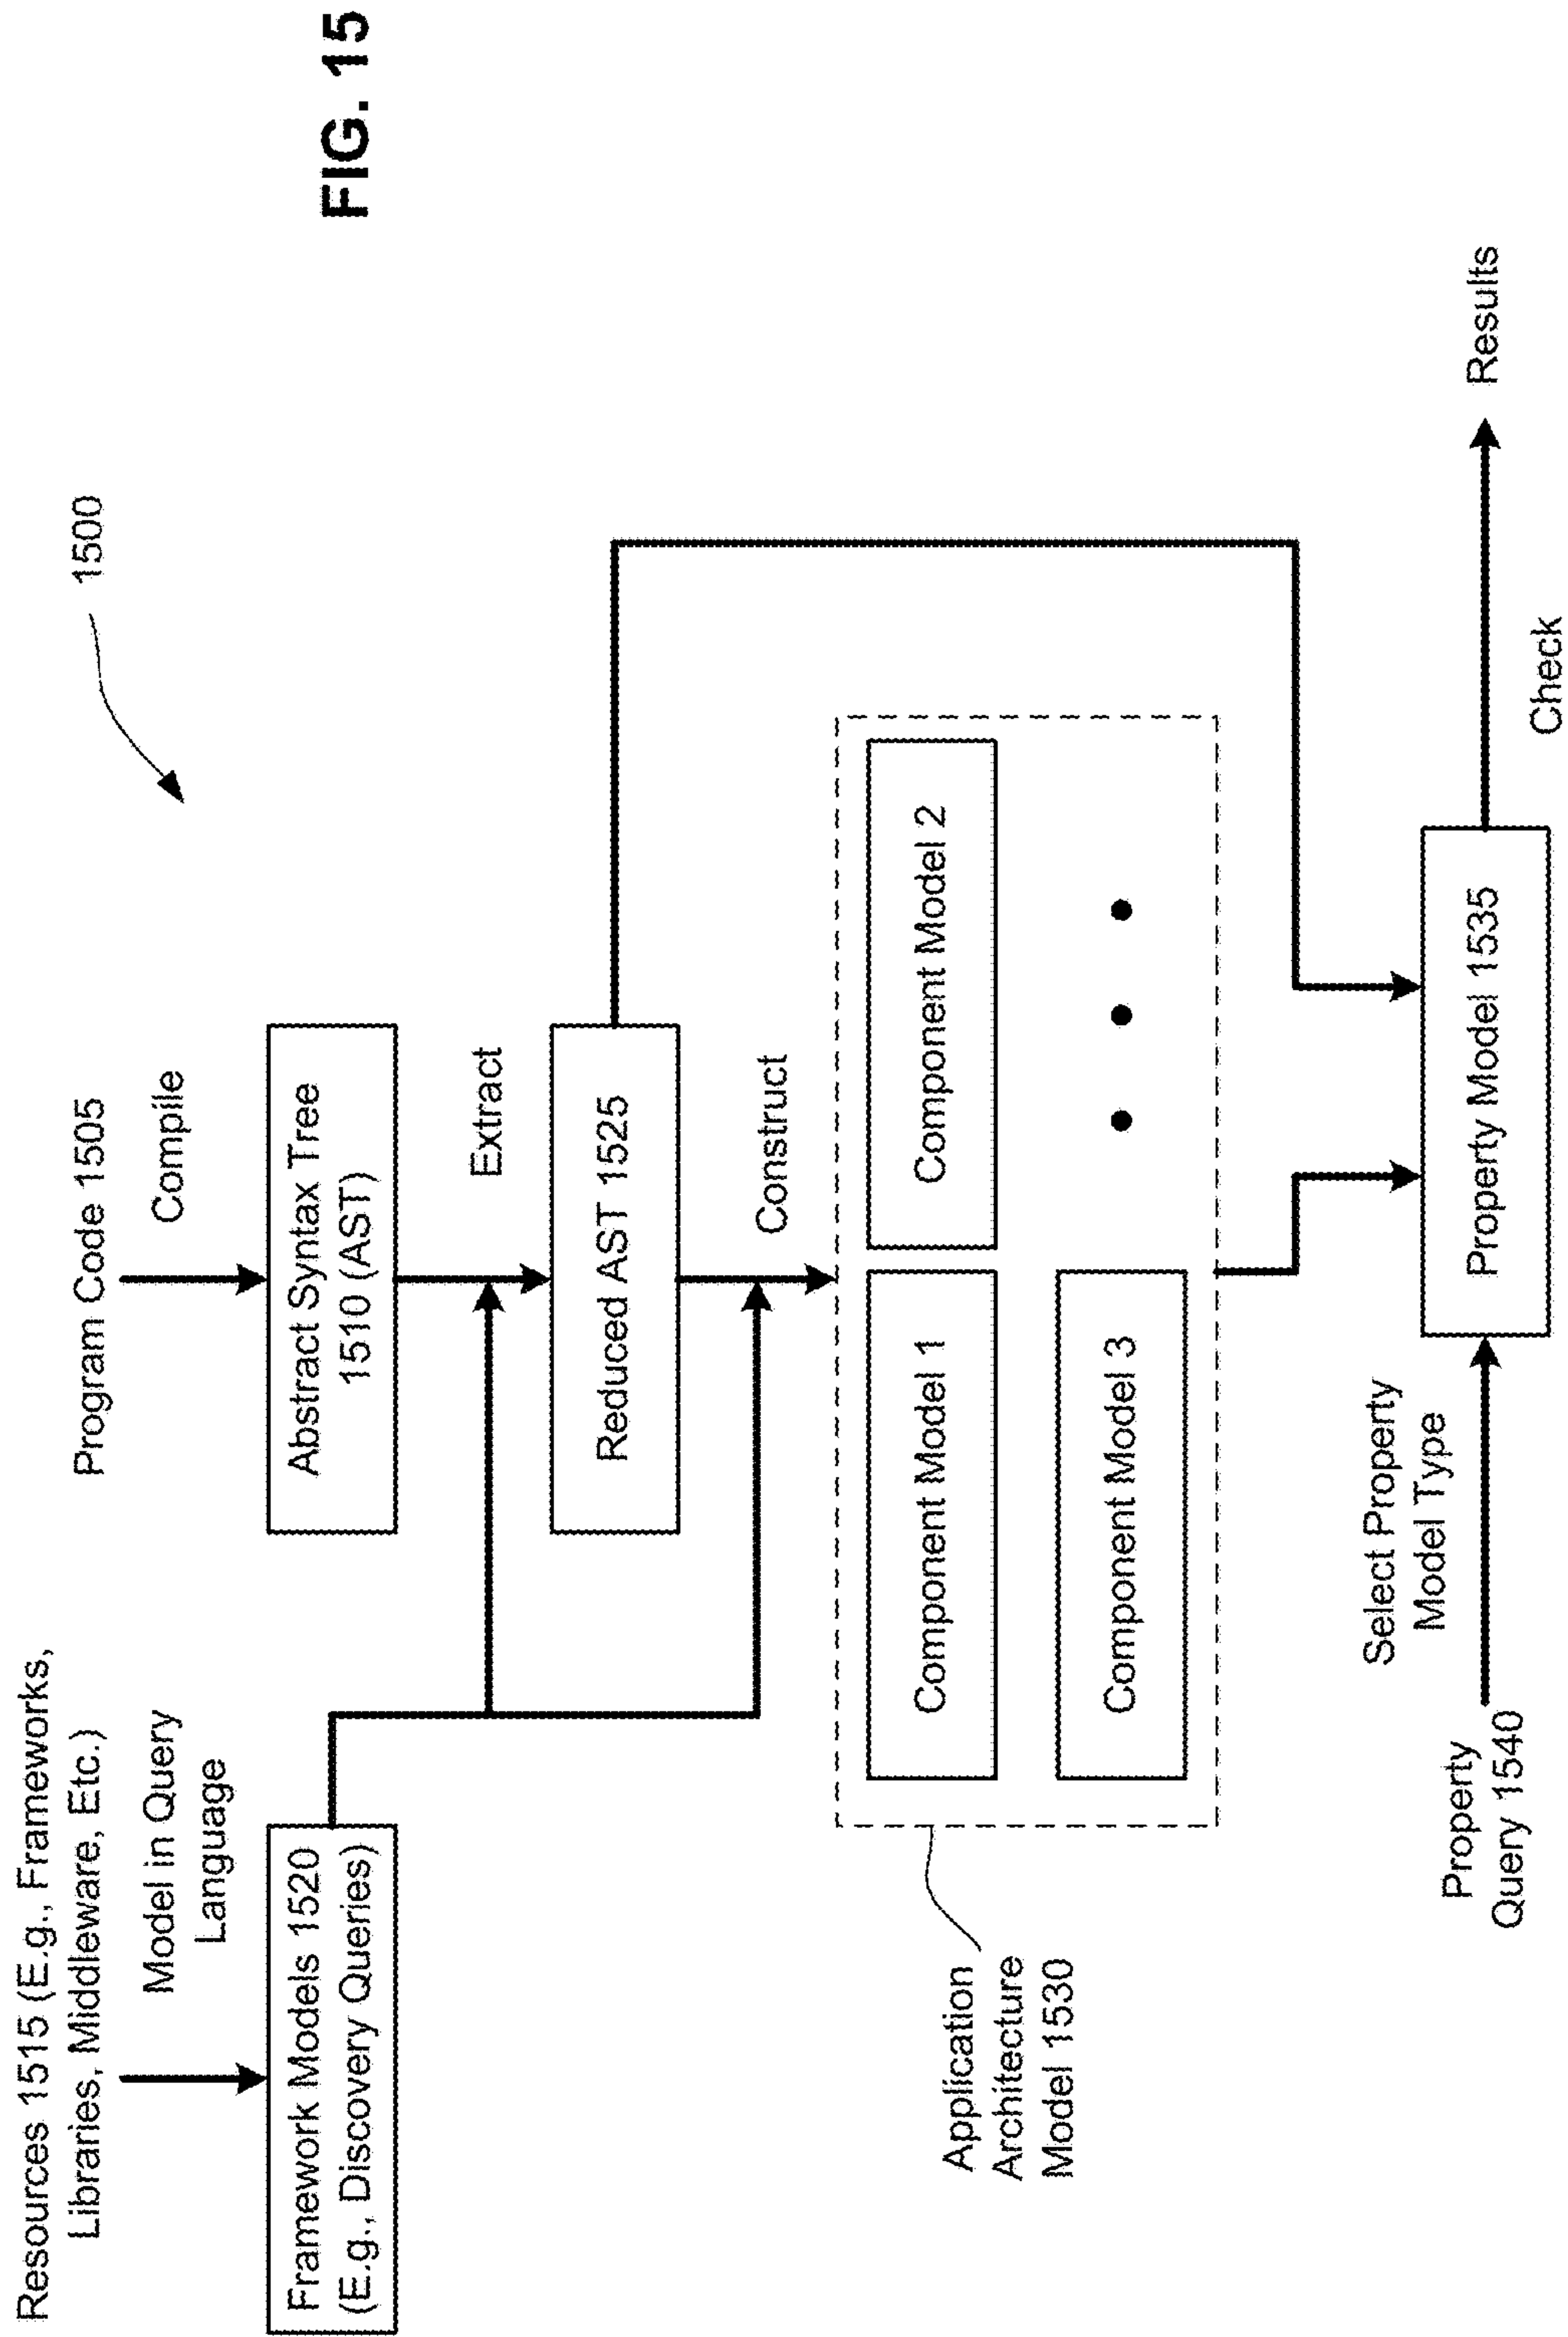 Resources 1515 (E.g., Frameworks,
Libraries, Middleware, Etc.)
Model in Query
Language
Framework Models 1520
(E.g., Discovery Queries)
Program Code 1505
Compile
Abstract Syntax Tree
1510 (AST)
Extract
Reduced AST 1525
Construct
1500
Application
Architecture
Model 1530
Component Model 1
Component Model 2
Component Model 3
Property
Query 1540
Select Property
Model Type
Property Model 1535
Check
Results
FIG. 15